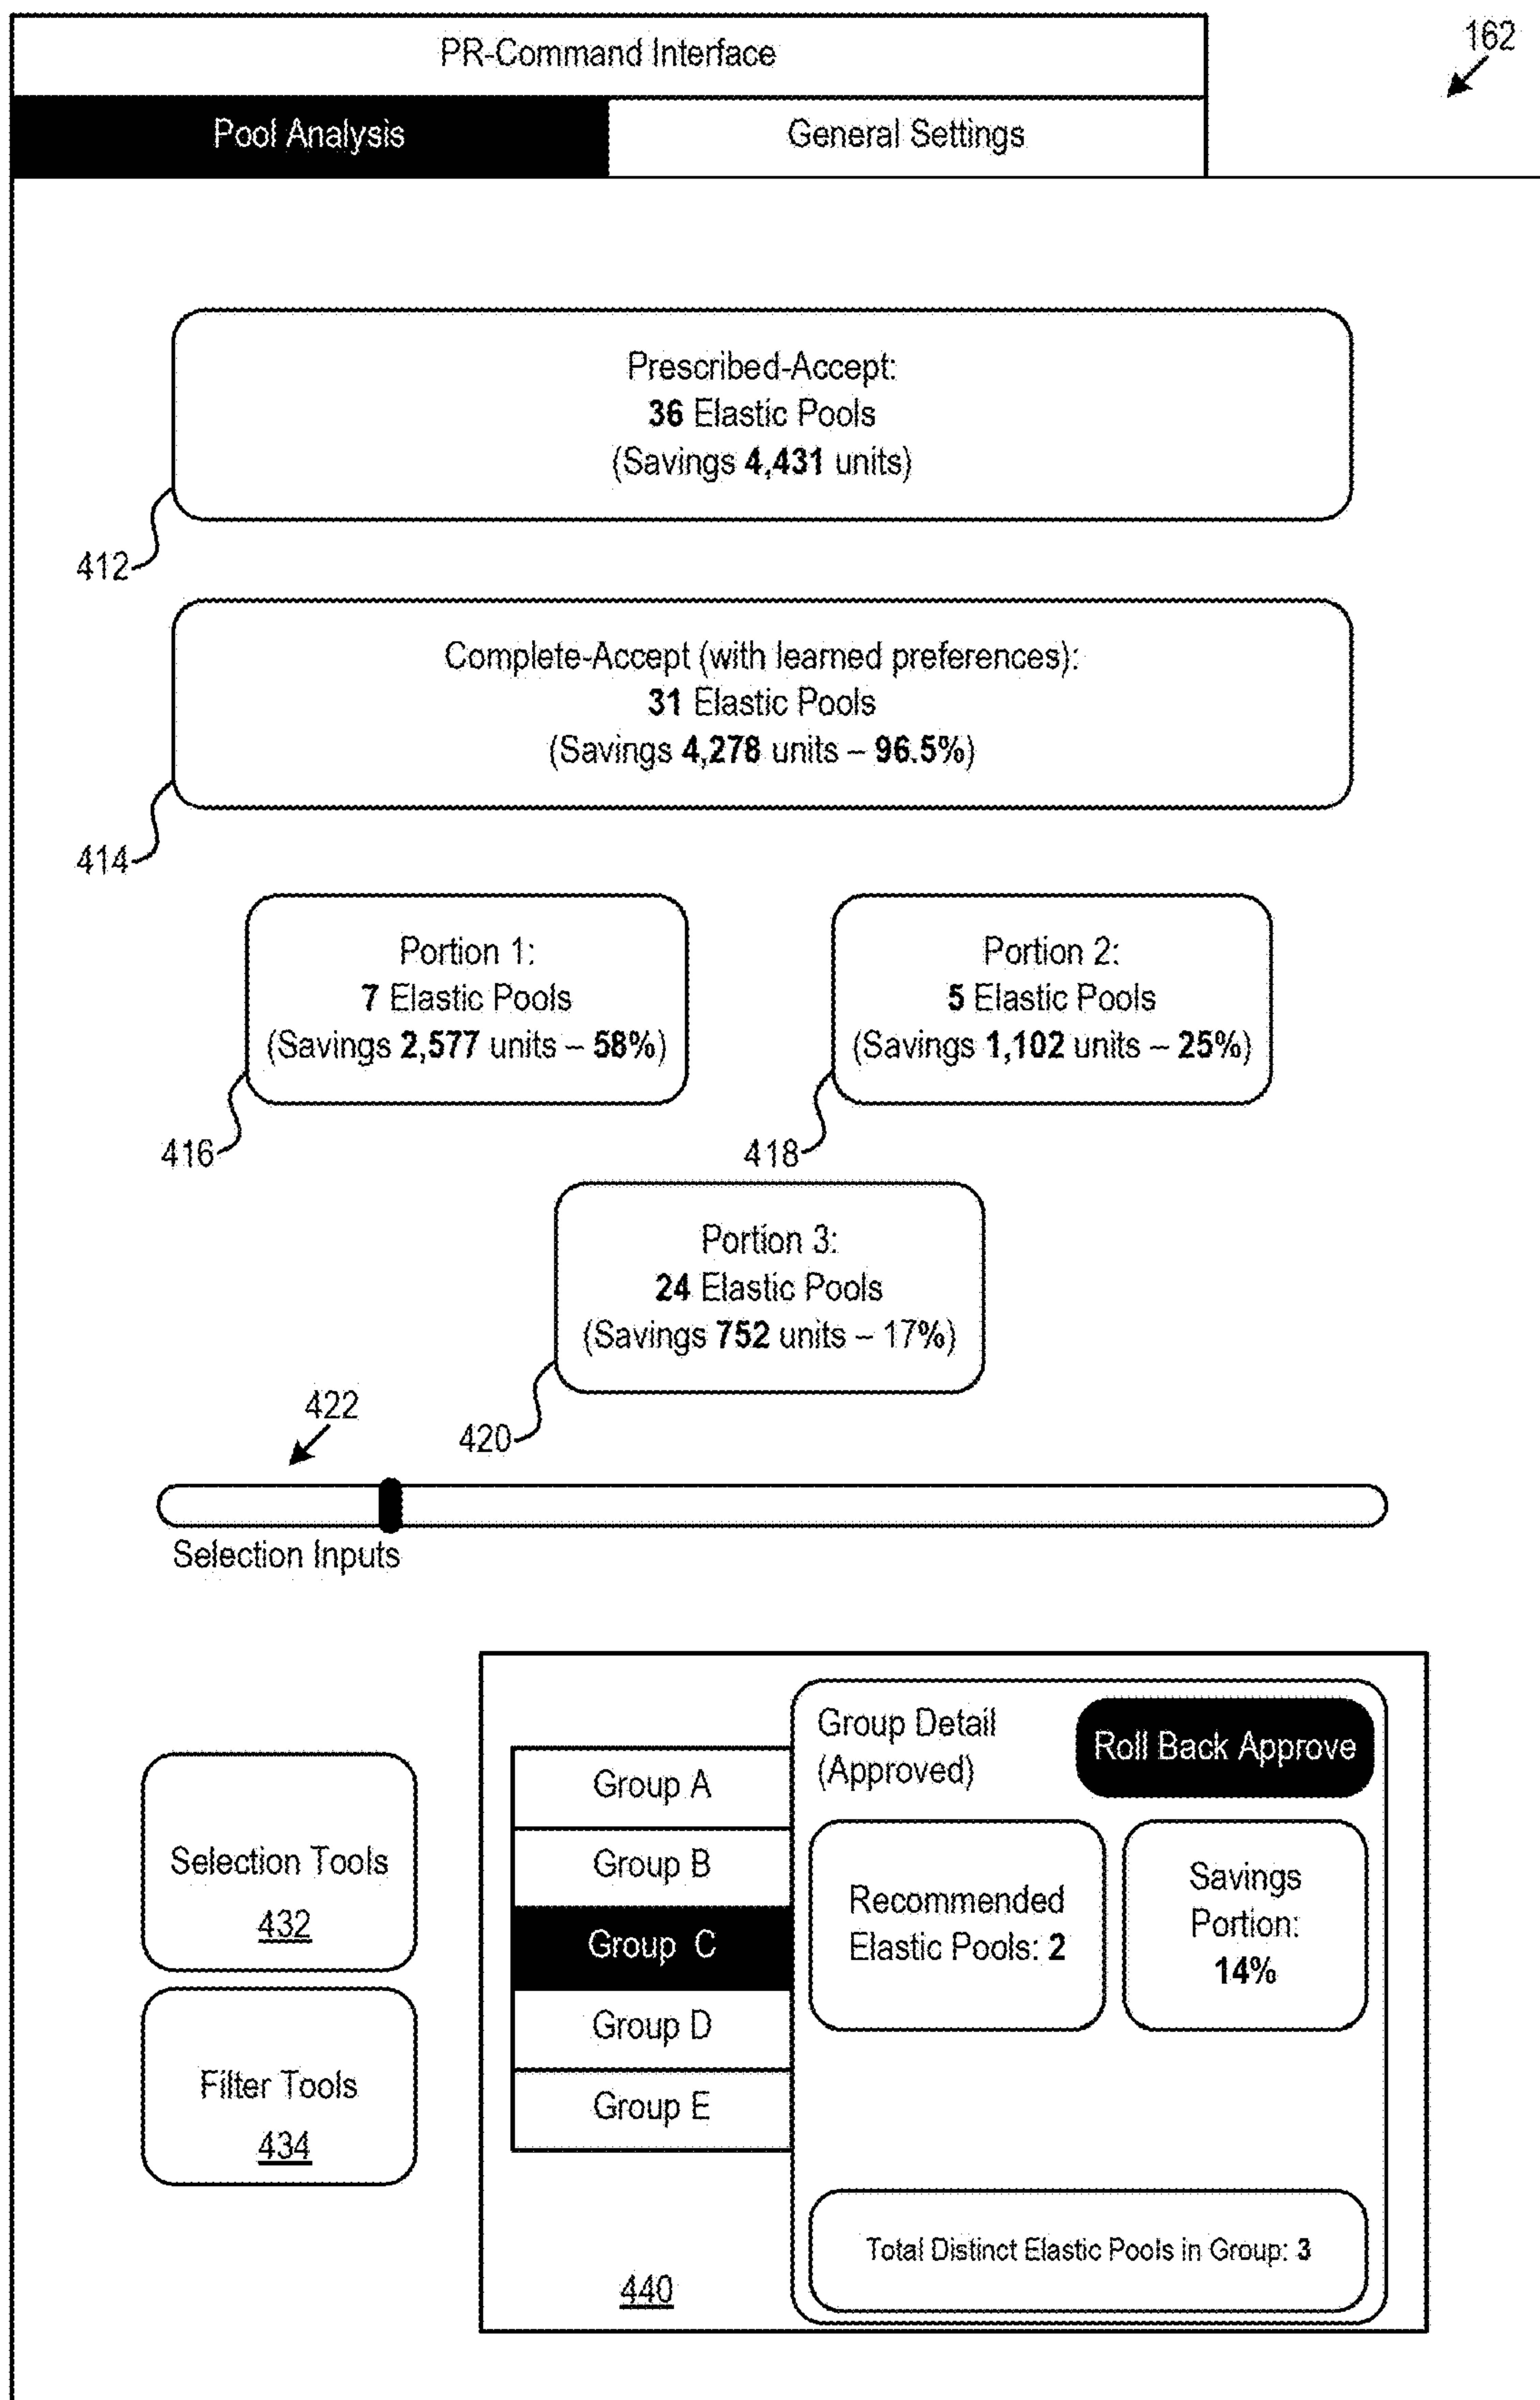 PR-Command Interface
162
Pool Analysis
General Settings
Prescribed-Accept:
36 Elastic Pools
(Savings 4,431 units)
412
Complete-Accept (with learned preferences):
31 Elastic Pools
(Savings 4,278 units – 96.5%)
414
Portion 1:
7 Elastic Pools
(Savings 2,577 units – 58%)
416
Portion 2:
5 Elastic Pools
(Savings 1,102 units – 25%)
418
Portion 3:
24 Elastic Pools
(Savings 752 units – 17%)
420
422
Selection Inputs
Selection Tools
432
Filter Tools
434
Group A
Group B
Group C
Group D
Group E
440
Group Detail
(Approved)
Roll Back Approve
Recommended
Elastic Pools: 2
Savings
Portion:
14%
Total Distinct Elastic Pools in Group: 3